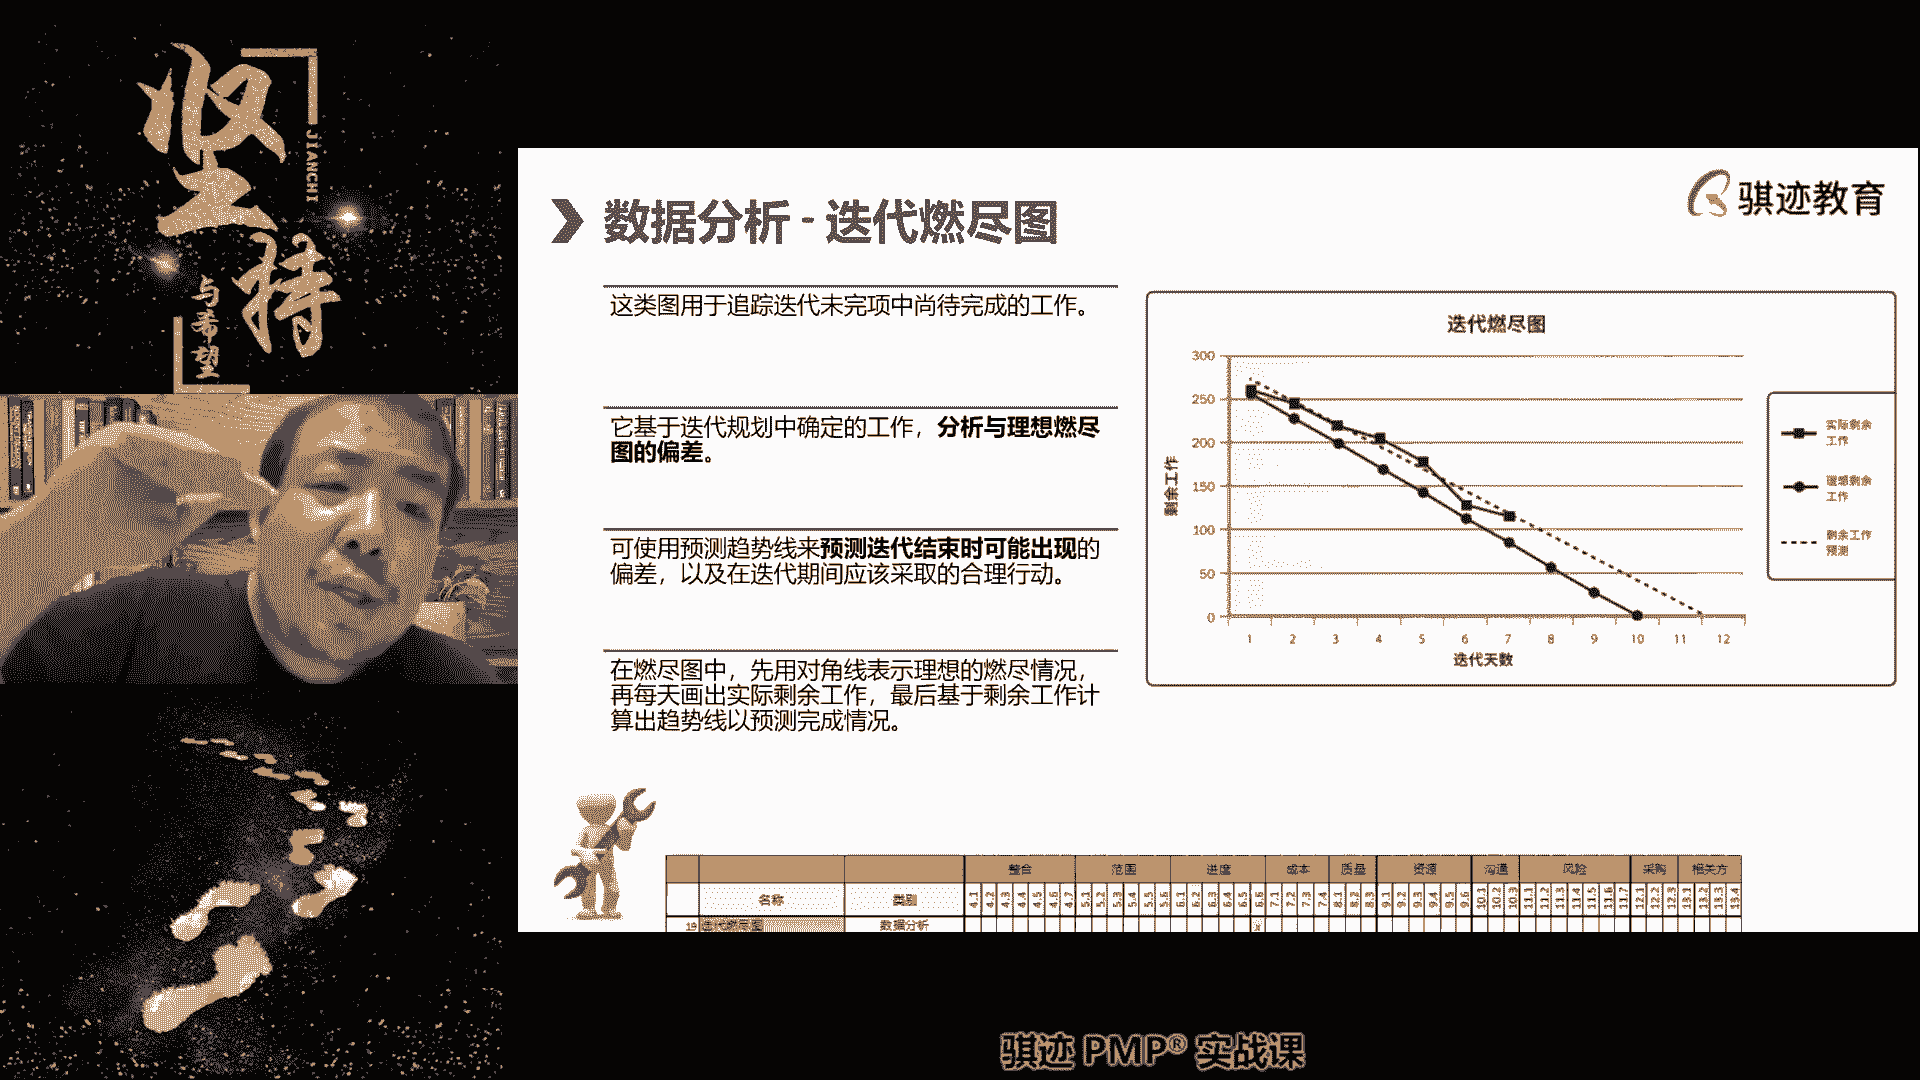 坚持
JIANCHI
与希望
数据分析 - 迭代燃尽图
骐迹教育
这类图用于追踪迭代未完项中尚待完成的工作。
它基于迭代规划中确定的工作，分析与理想燃尽
图的偏差。
可使用预测趋势线来预测迭代结束时可能出现的
偏差，以及在迭代期间应该采取的合理行动。
在燃尽图中，先用对角线表示理想的燃尽情况，
再每天画出实际剩余工作，最后基于剩余工作计
算出趋势线以预测完成情况。
迭代燃尽图
300
250
200
150
100
50
0
剩余工作
1 2 3 4 5 6 7 8 9 10 11 12
迭代天数
实际剩余
工作
理想剩余
工作
剩余工作
预测
整合 范围 进度 成本 质量 资源 沟通 风险 采购 相关方
名称 类别 4.1 4.2 4.3 4.4 4.5 4.6 4.7 5.1 5.2 5.3 5.4 5.5 5.6 6.1 6.2 6.3 6.4 6.5 6.6 7.1 7.2 7.3 7.4 8.1 8.2 8.3 9.1 9.2 9.3 9.4 9.5 9.6 10.1 10.2 10.3 11.1 11.2 11.3 11.4 11.5 11.6 11.7 12.1 12.2 12.3 13.1 13.2 13.3 13.4
19 迭代燃尽图 数据分析 x
骐迹 PMP® 实战课